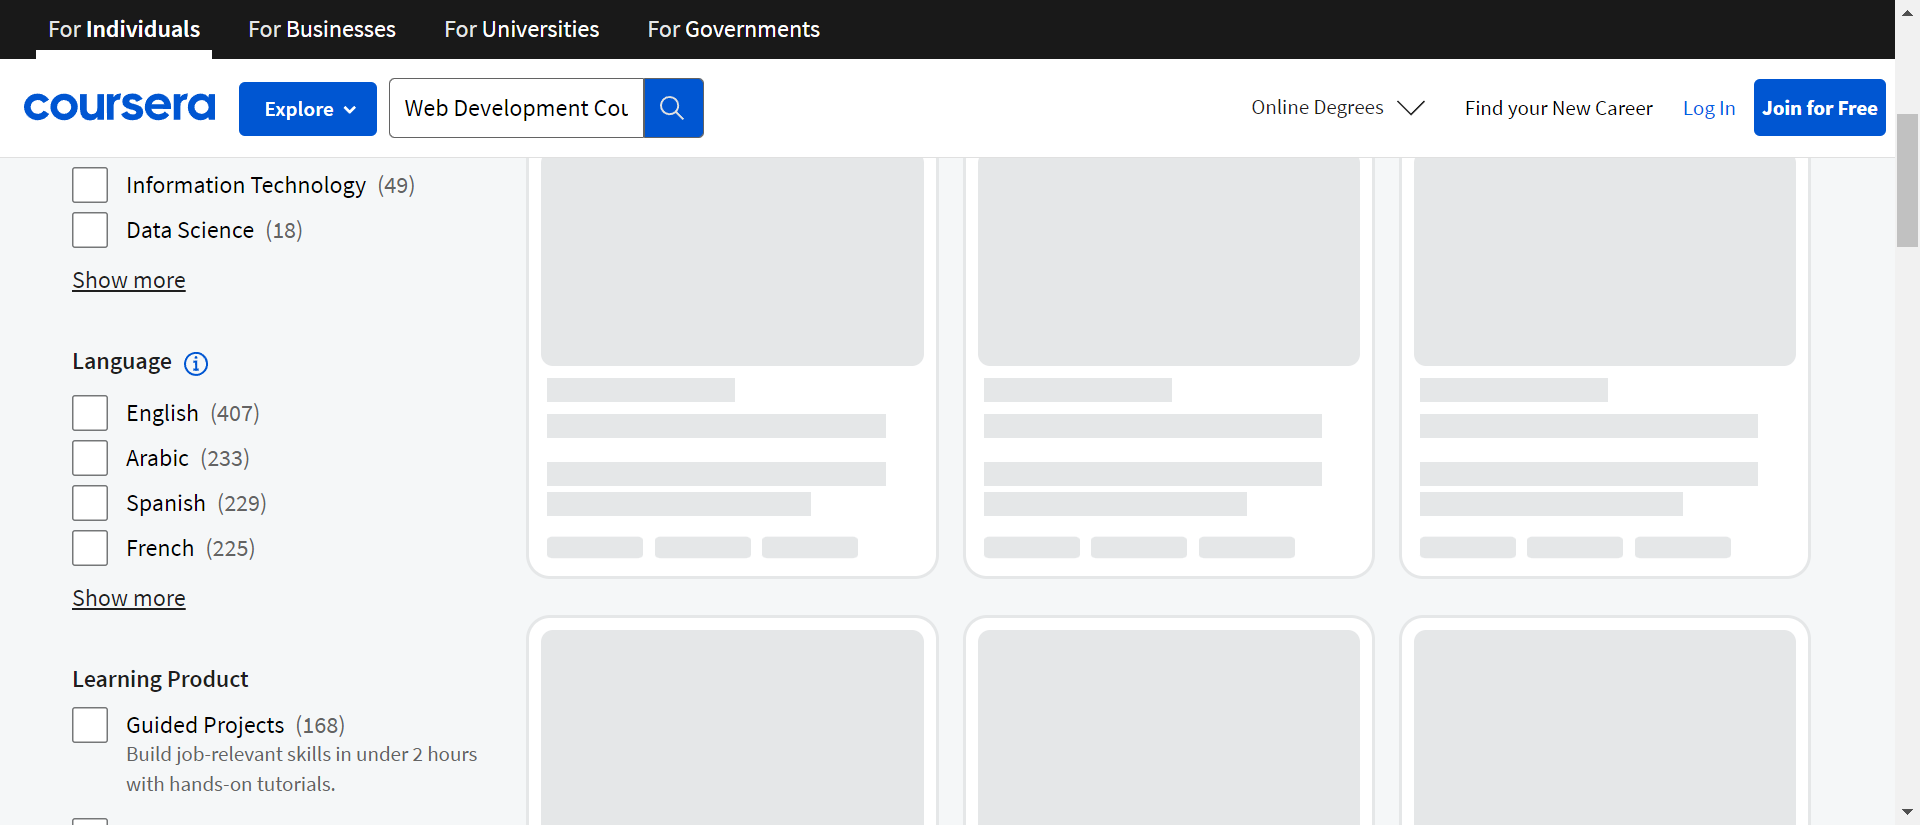 For Individuals For Businesses For Universities For Governments
coursera Explore Web Development Cou Online Degrees Find your New Career Log In Join for Free
Information Technology (49)
Data Science (18)
Show more
Language
English (407)
Arabic (233)
Spanish (229)
French (225)
Show more
Learning Product
Guided Projects (168)
Build job-relevant skills in under 2 hours
with hands-on tutorials.